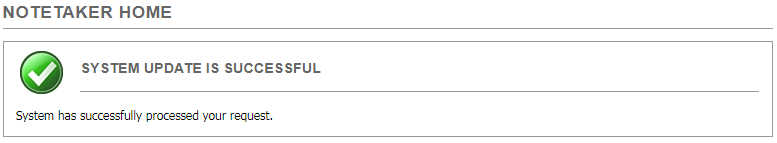 NOTETAKER HOME
SYSTEM UPDATE IS SUCCESSFUL
System has successfully processed your request.